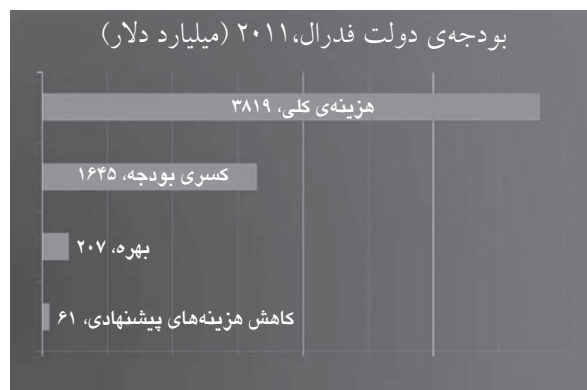 بودجه‌ی دولت فدرال،۲۰۱۱ (میلیارد دلار)
هزینه‌ی کلی، ۳۸۱۹
کسری بودجه، ۱۶۴۵
بهره، ۲۰۷
کاهش هزینه‌های پیشنهادی، ۶۱